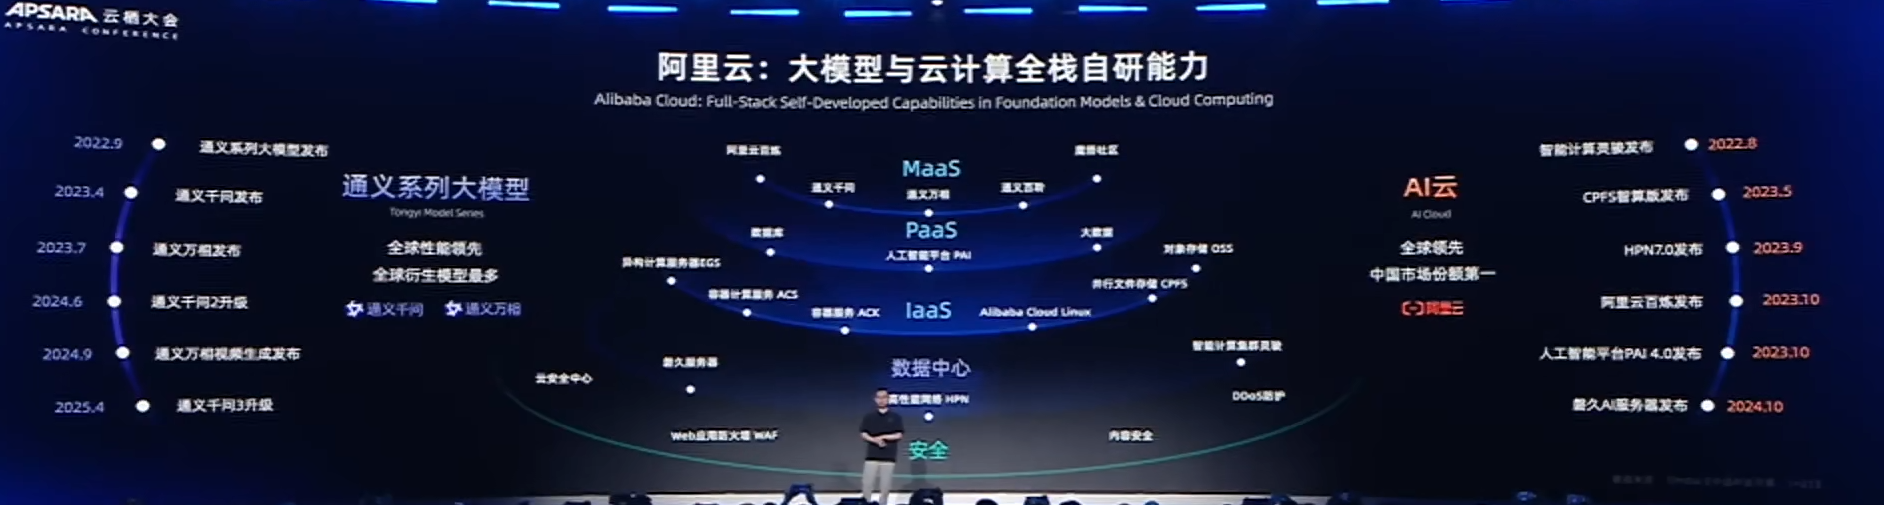 APSARA 云栖大会
APSARA CONFERENCE
阿里云：大模型与云计算全栈自研能力
Alibaba Cloud: Full-Stack Self-Developed Capabilities in Foundation Models & Cloud Computing
2022.9 通义系列大模型发布
2023.4 通义千问发布
2023.7 通义万相发布
2024.6 通义千问2升级
2024.9 通义万相视频生成发布
2025.4 通义千问3升级
通义系列大模型
Tongyi Model Series
全球性能领先
全球衍生模型最多
通义千问 通义万相
阿里云百炼
魔搭社区
MaaS
通义千问
通义万相
通义百聆
PaaS
数据库
大数据
人工智能平台 PAI
异构计算服务器EGS
对象存储 OSS
容器计算服务 ACS
并行文件存储 CPFS
IaaS
容器服务 ACK
Alibaba Cloud Linux
数据中心
磐久服务器
智能计算集群灵骏
高性能网络 HPN
云安全中心
DDoS防护
Web应用防火墙 WAF
内容安全
安全
AI云
AI Cloud
全球领先
中国市场份额第一
阿里云
智能计算灵骏发布 2022.8
CPFS智算版发布 2023.5
HPN7.0发布 2023.9
阿里云百炼发布 2023.10
人工智能平台PAI 4.0发布 2023.10
磐久AI服务器发布 2024.10